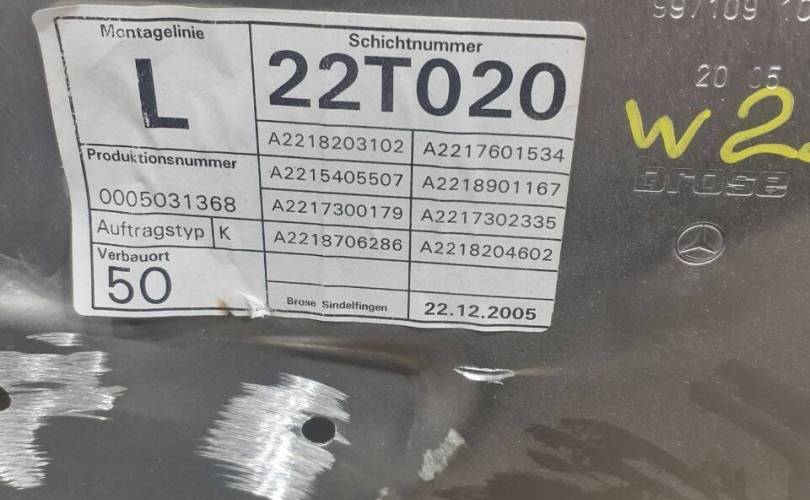 Montagelinie
L
Schichtnummer
22T020
A2218203102 A2217601534
A2215405507 A2218901167
A2217300179 A2217302335
A2218706286 A2218204602
Produktionsnummer
0005031368
Auftragstyp K
Verbauort
50
Brose Sindelfingen 22.12.2005
20 05
brose